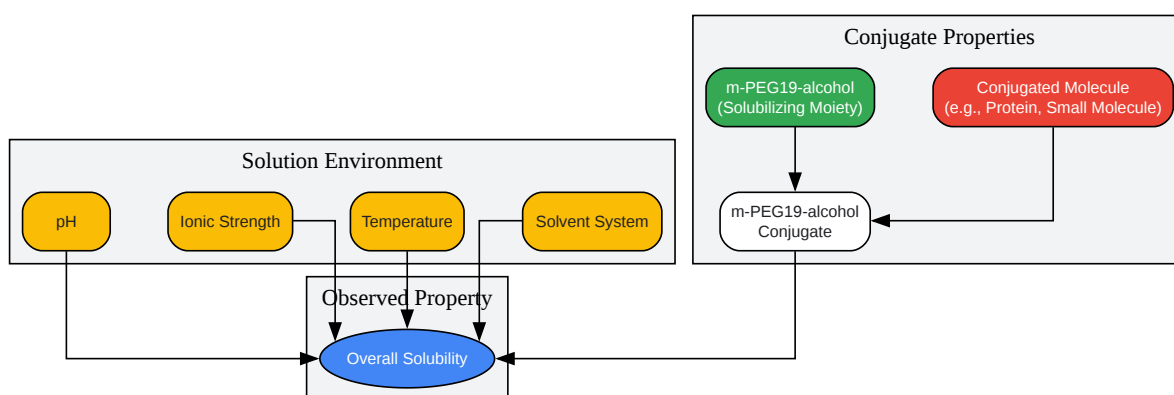 Conjugate Properties
m-PEG19-alcohol
(Solubilizing Moiety)
Conjugated Molecule
(e.g., Protein, Small Molecule)
Solution Environment
pH
Ionic Strength
Temperature
Solvent System
m-PEG19-alcohol
Conjugate
Observed Property
Overall Solubility